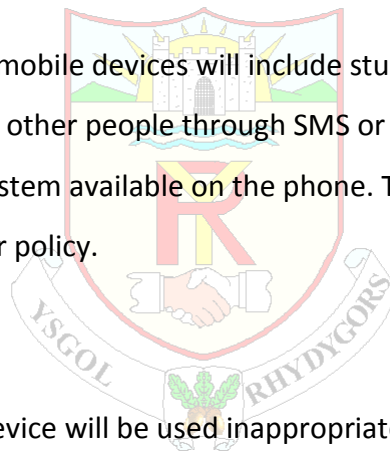 mobile devices will include stu
other people through SMS or
stem available on the phone. T
r policy.
YSGOL RHYDYGORS
evice will be used inappropriate